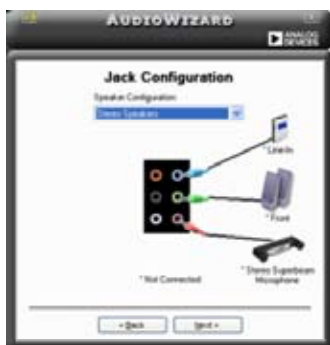 AUDIOWIZARD
ANALOG
DEVICES
Jack Configuration
Speaker Configuration
Stereo Speakers
* Line-In
* Front
* Stereo Superbeam
Microphone
* Not Connected
< Back
Next >